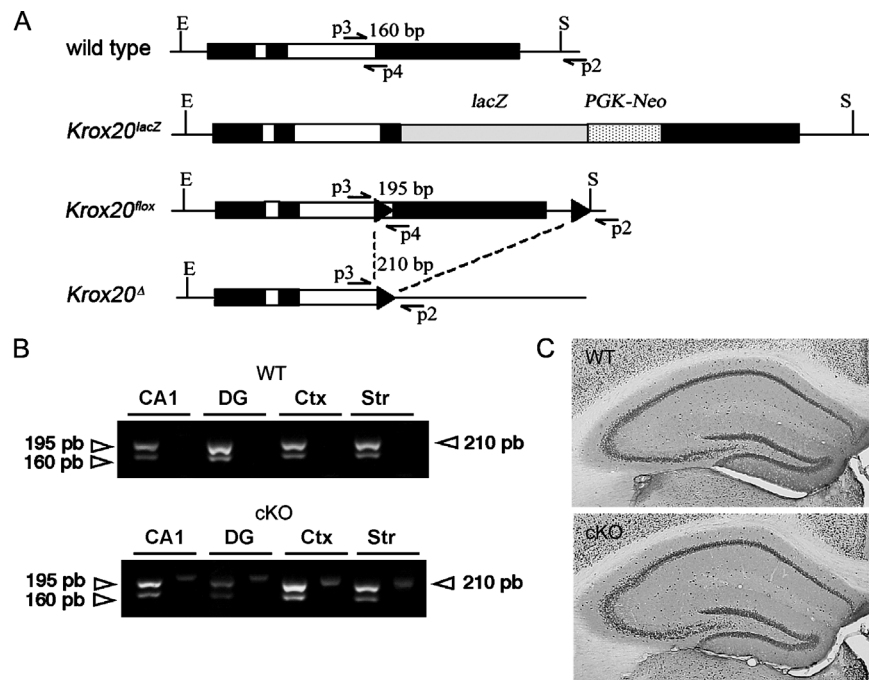 A
wild type
E
p3
160 bp
S
p4
p2
Krox20lacZ
E
lacZ
PGK-Neo
S
Krox20flox
E
p3
195 bp
S
p4
p2
Krox20Δ
E
p3
210 bp
p2
B
WT
CA1 DG Ctx Str
195 pb
160 pb
210 pb
cKO
CA1 DG Ctx Str
195 pb
160 pb
210 pb
C
WT
cKO